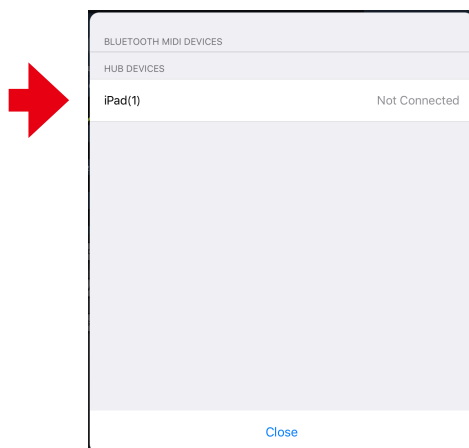 BLUETOOTH MIDI DEVICES
HUB DEVICES
iPad(1) Not Connected
Close